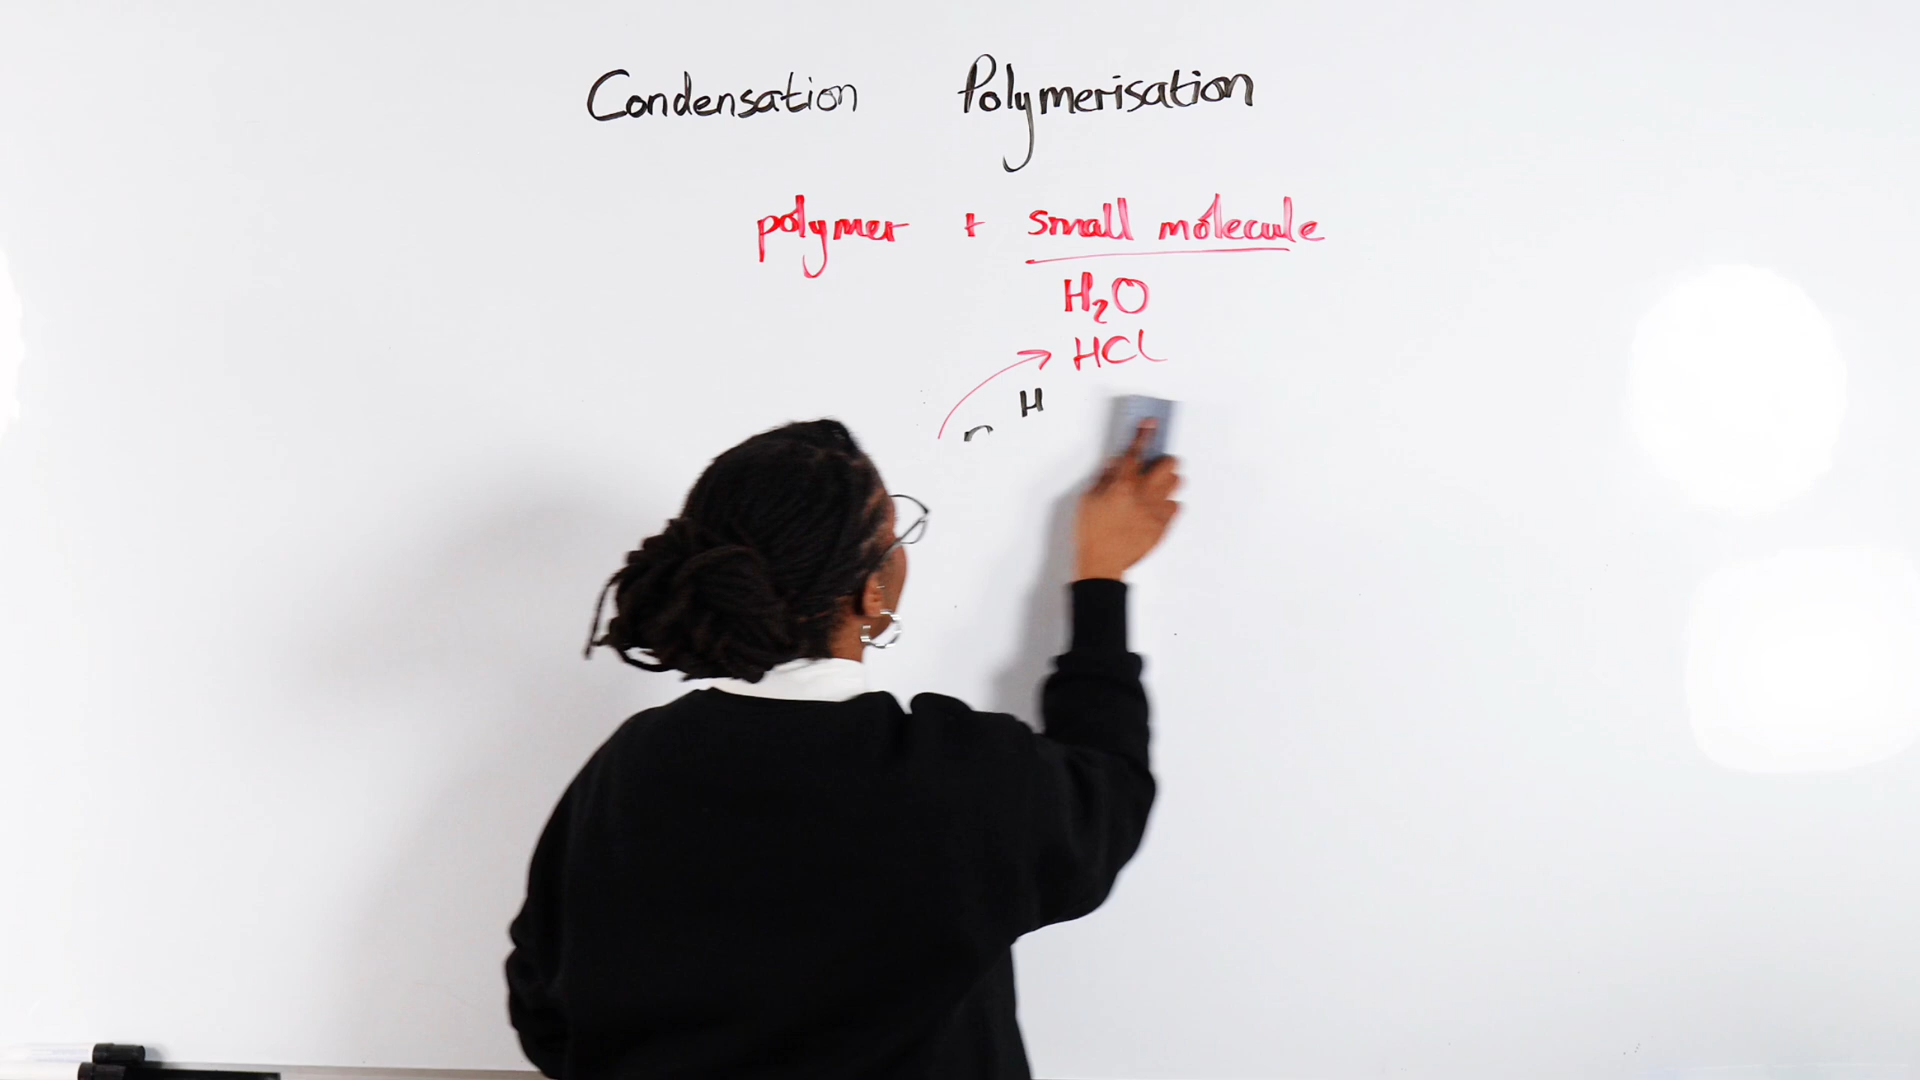 Condensation Polymerisation
polymer + small molecule
H₂O
HCl
H